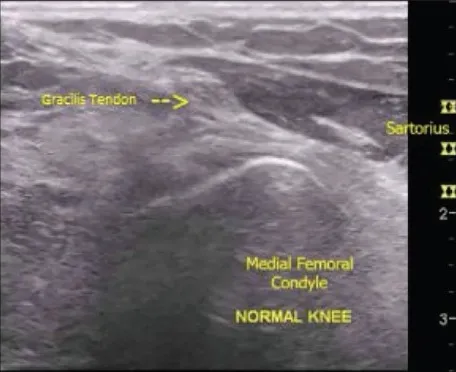 Gracilis Tendon -->
Sartorius
2-
Medial Femoral
Condyle
NORMAL KNEE
3-